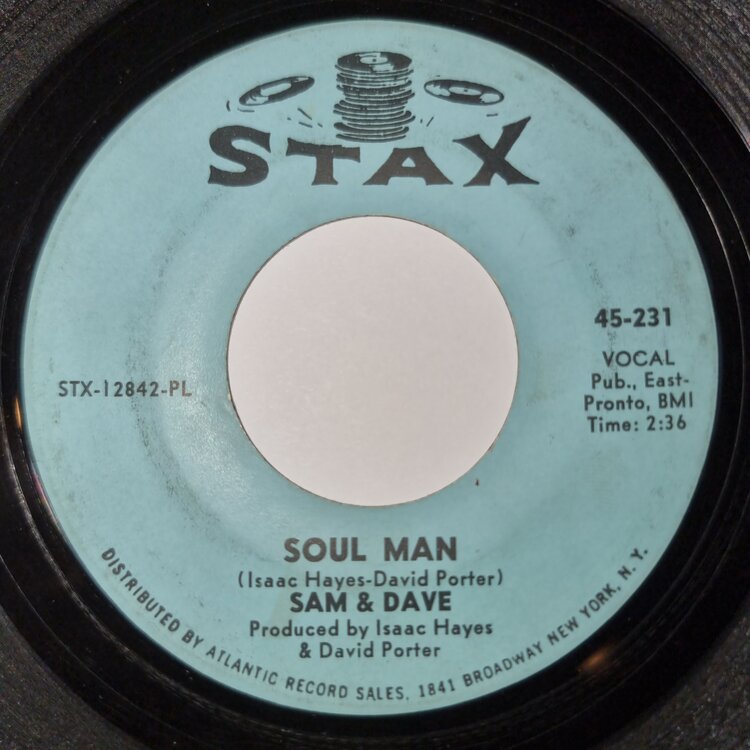 STAX
45-231
VOCAL
Pub., East-
Pronto, BMI
Time: 2:36
STX-12842-PL
SOUL MAN
(Isaac Hayes-David Porter)
SAM & DAVE
Produced by Isaac Hayes
& David Porter
DISTRIBUTED BY ATLANTIC RECORD SALES, 1841 BROADWAY NEW YORK, N. Y.